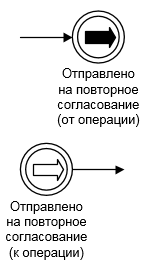 Отправлено
на повторное
согласование
(от операции)
Отправлено
на повторное
согласование
(к операции)